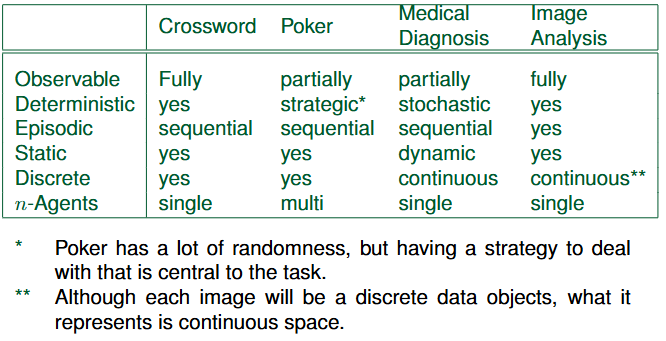 Crossword Poker Medical Diagnosis Image Analysis
Observable Fully partially partially fully
Deterministic yes strategic* stochastic yes
Episodic sequential sequential sequential yes
Static yes yes dynamic yes
Discrete yes yes continuous continuous**
n-Agents single multi single single
* Poker has a lot of randomness, but having a strategy to deal
with that is central to the task.
** Although each image will be a discrete data objects, what it
represents is continuous space.